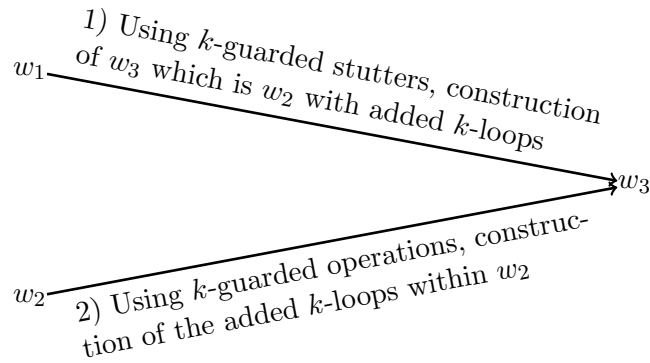 1) Using k-guarded stutters, construction
of w₃ which is w₂ with added k-loops
w₁
w₃
w₂
2) Using k-guarded operations, construc-
tion of the added k-loops within w₂